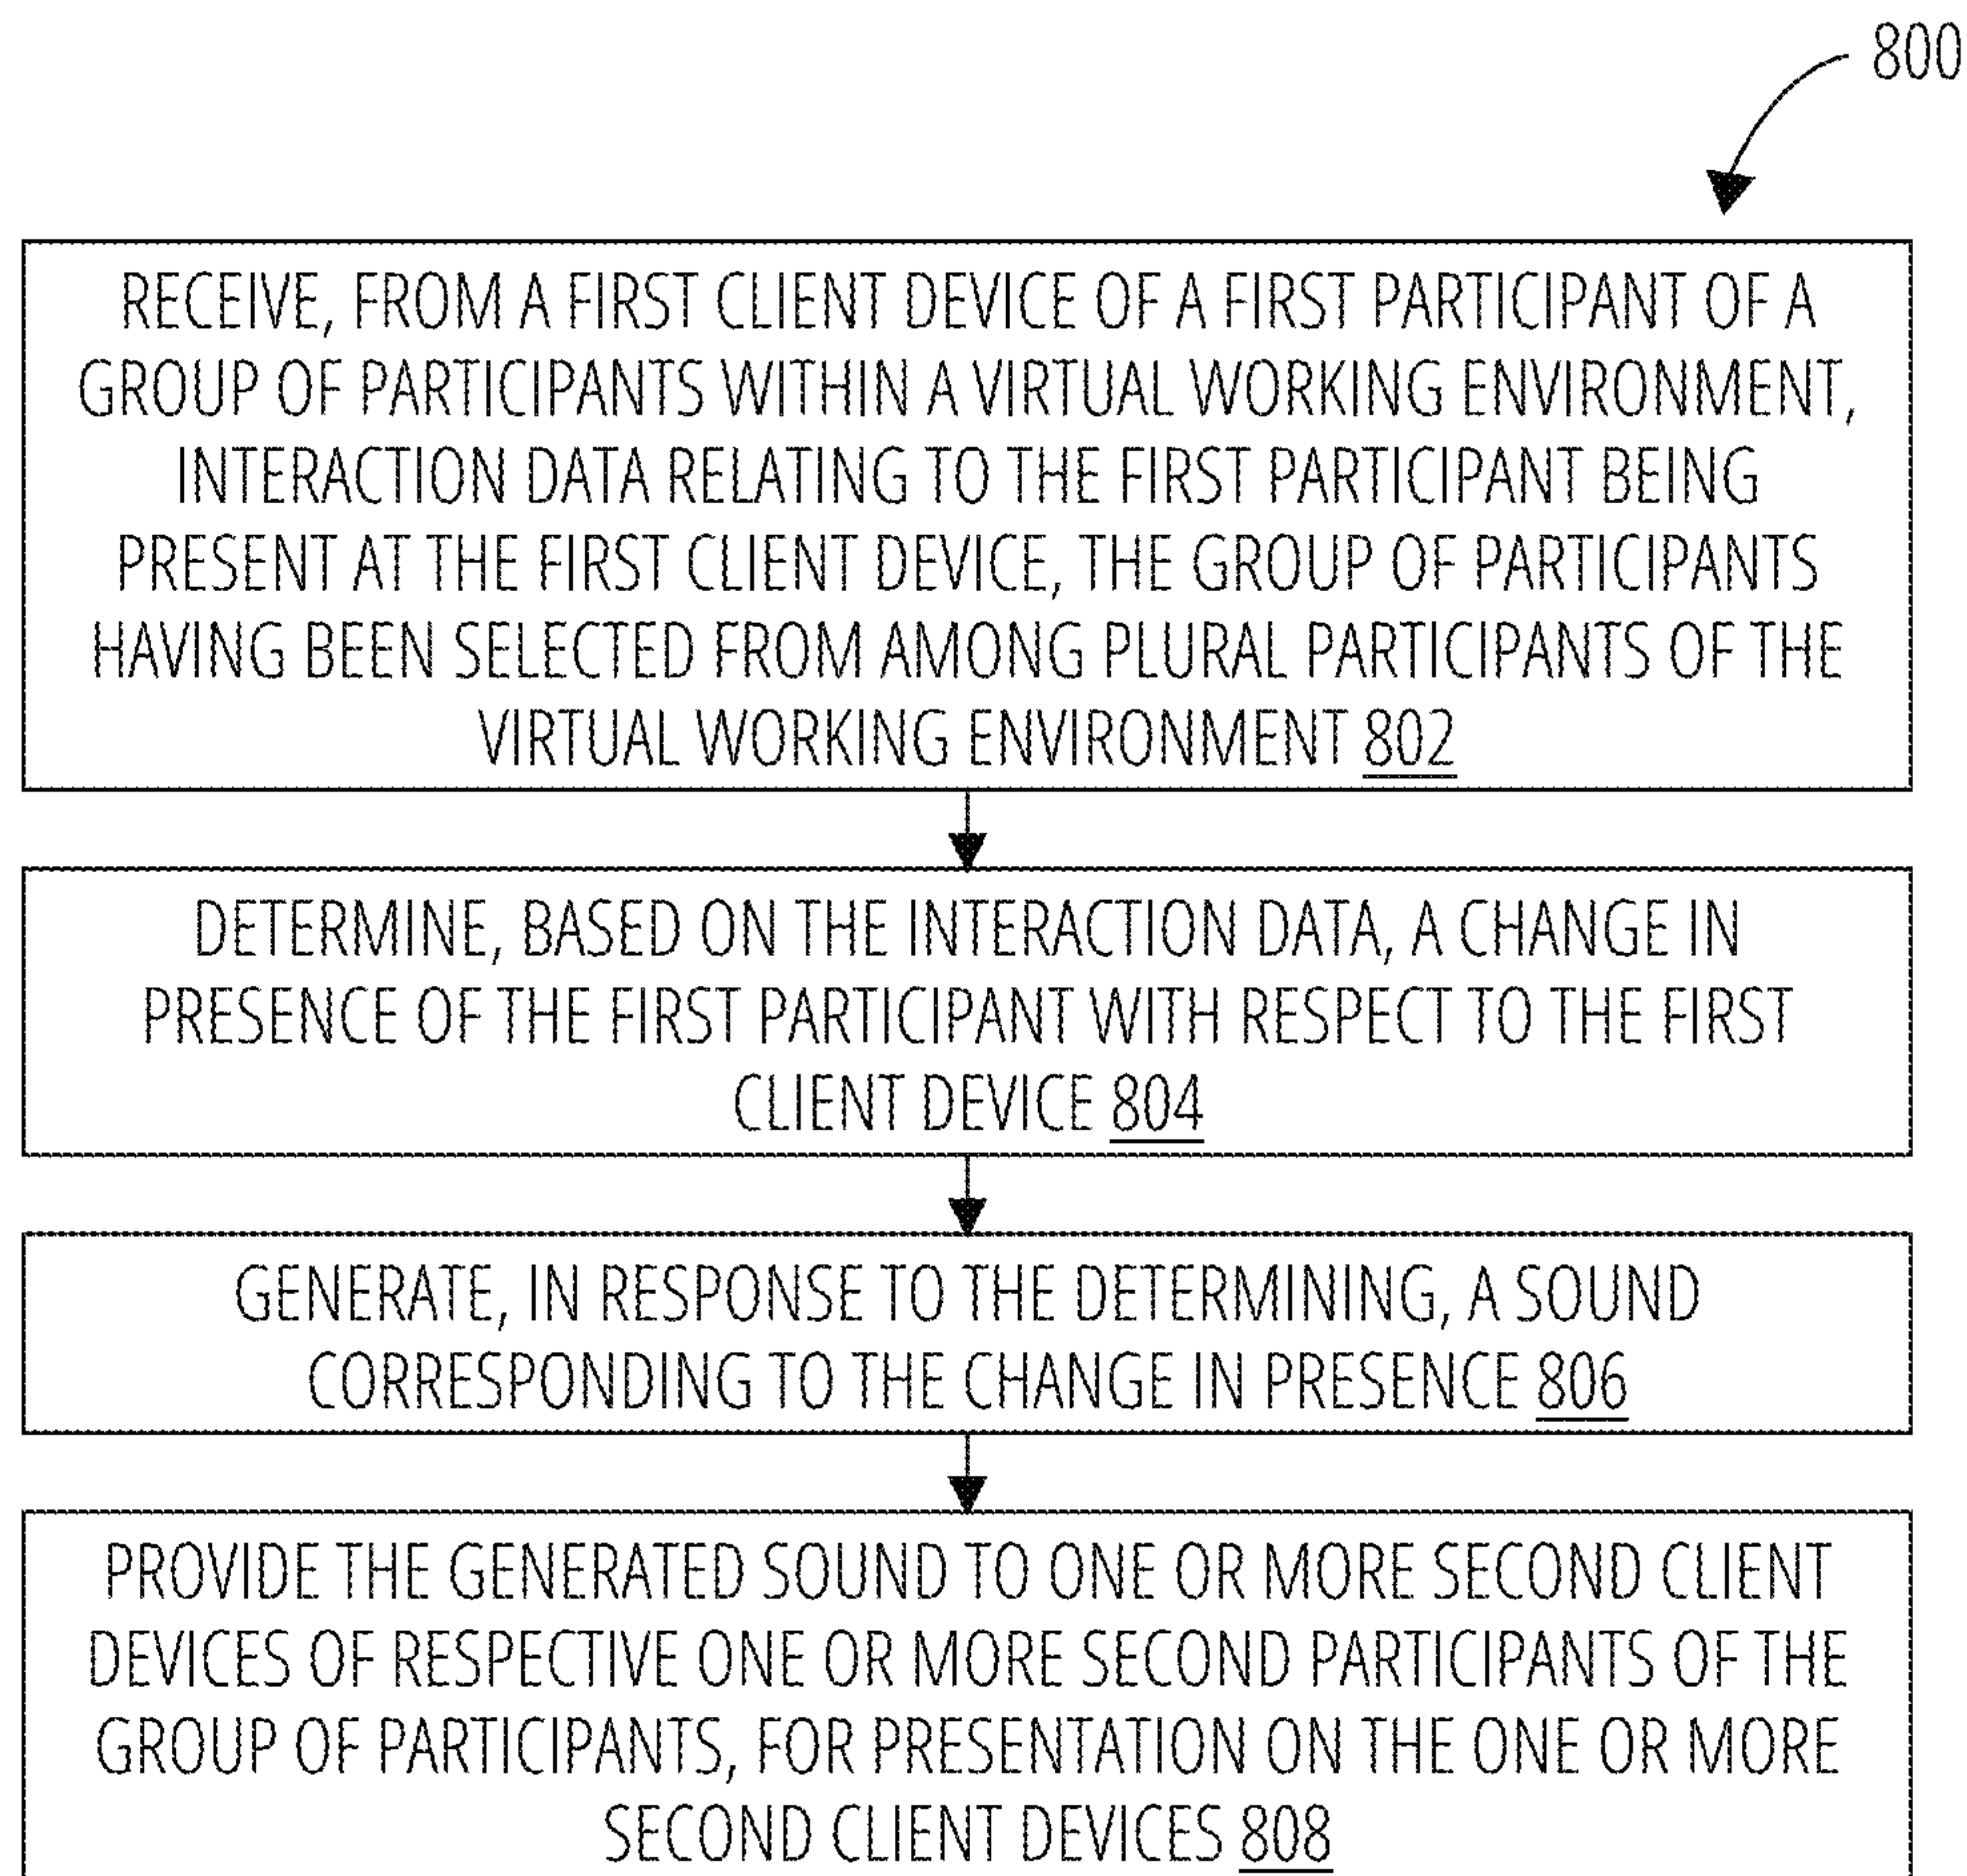 800
RECEIVE, FROM A FIRST CLIENT DEVICE OF A FIRST PARTICIPANT OF A
GROUP OF PARTICIPANTS WITHIN A VIRTUAL WORKING ENVIRONMENT,
INTERACTION DATA RELATING TO THE FIRST PARTICIPANT BEING
PRESENT AT THE FIRST CLIENT DEVICE, THE GROUP OF PARTICIPANTS
HAVING BEEN SELECTED FROM AMONG PLURAL PARTICIPANTS OF THE
VIRTUAL WORKING ENVIRONMENT 802
DETERMINE, BASED ON THE INTERACTION DATA, A CHANGE IN
PRESENCE OF THE FIRST PARTICIPANT WITH RESPECT TO THE FIRST
CLIENT DEVICE 804
GENERATE, IN RESPONSE TO THE DETERMINING, A SOUND
CORRESPONDING TO THE CHANGE IN PRESENCE 806
PROVIDE THE GENERATED SOUND TO ONE OR MORE SECOND CLIENT
DEVICES OF RESPECTIVE ONE OR MORE SECOND PARTICIPANTS OF THE
GROUP OF PARTICIPANTS, FOR PRESENTATION ON THE ONE OR MORE
SECOND CLIENT DEVICES 808